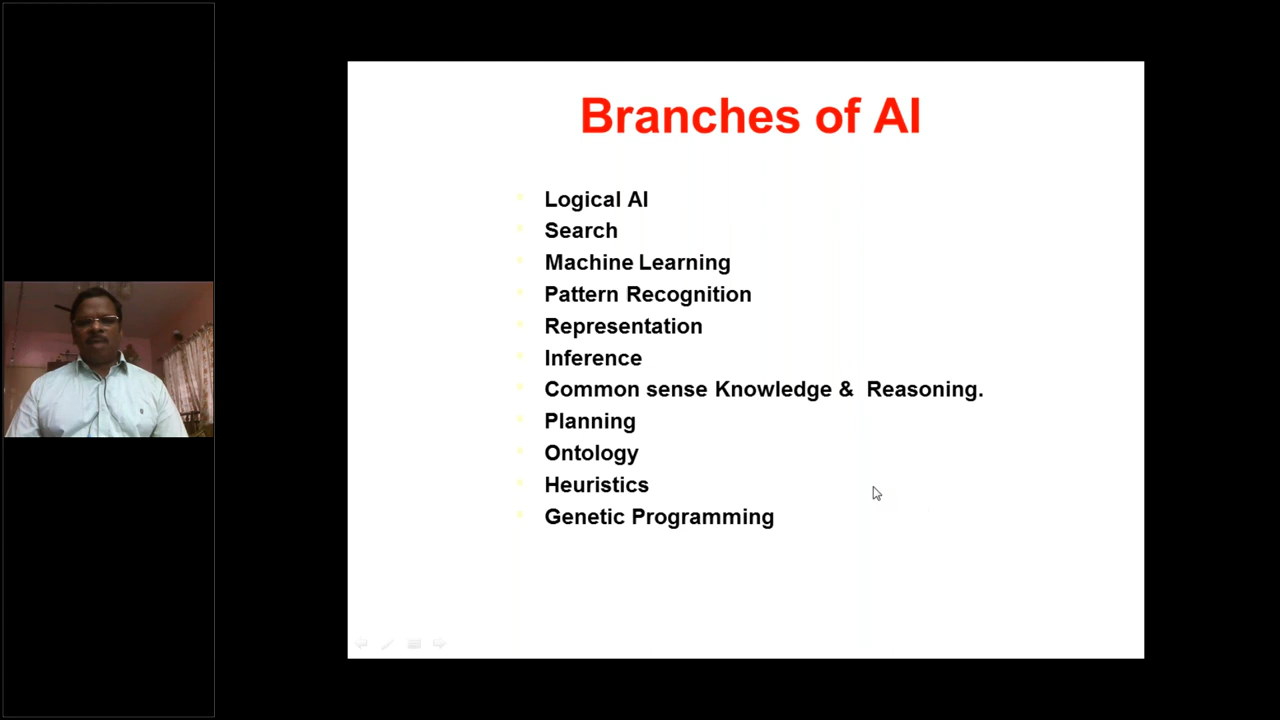 Branches of AI
Logical AI
Search
Machine Learning
Pattern Recognition
Representation
Inference
Common sense Knowledge & Reasoning.
Planning
Ontology
Heuristics
Genetic Programming